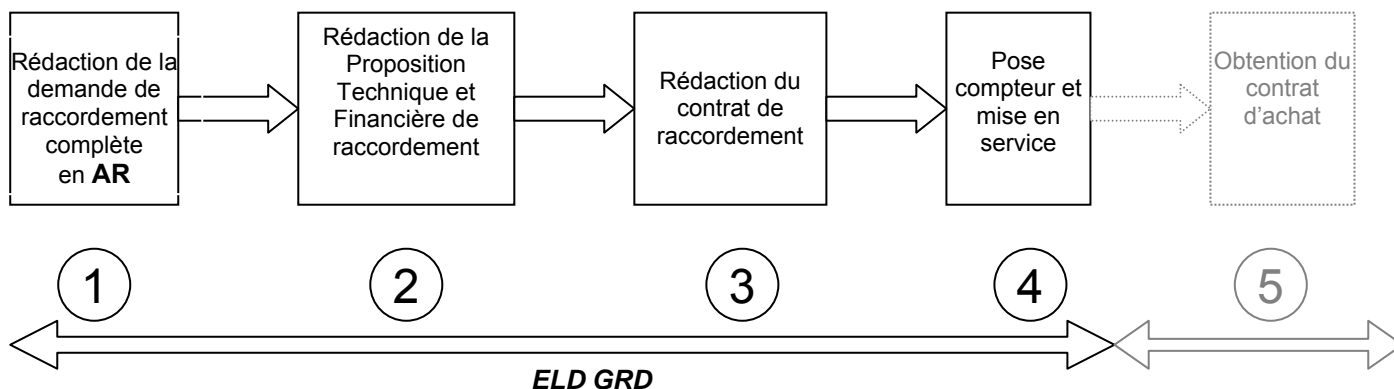 Rédaction de la
demande de
raccordement
complète
en AR
Rédaction de la
Proposition
Technique et
Financière de
raccordement
Rédaction du
contrat de
raccordement
Pose
compteur et
mise en
service
Obtention du
contrat
d’achat
1
2
3
4
5
ELD GRD